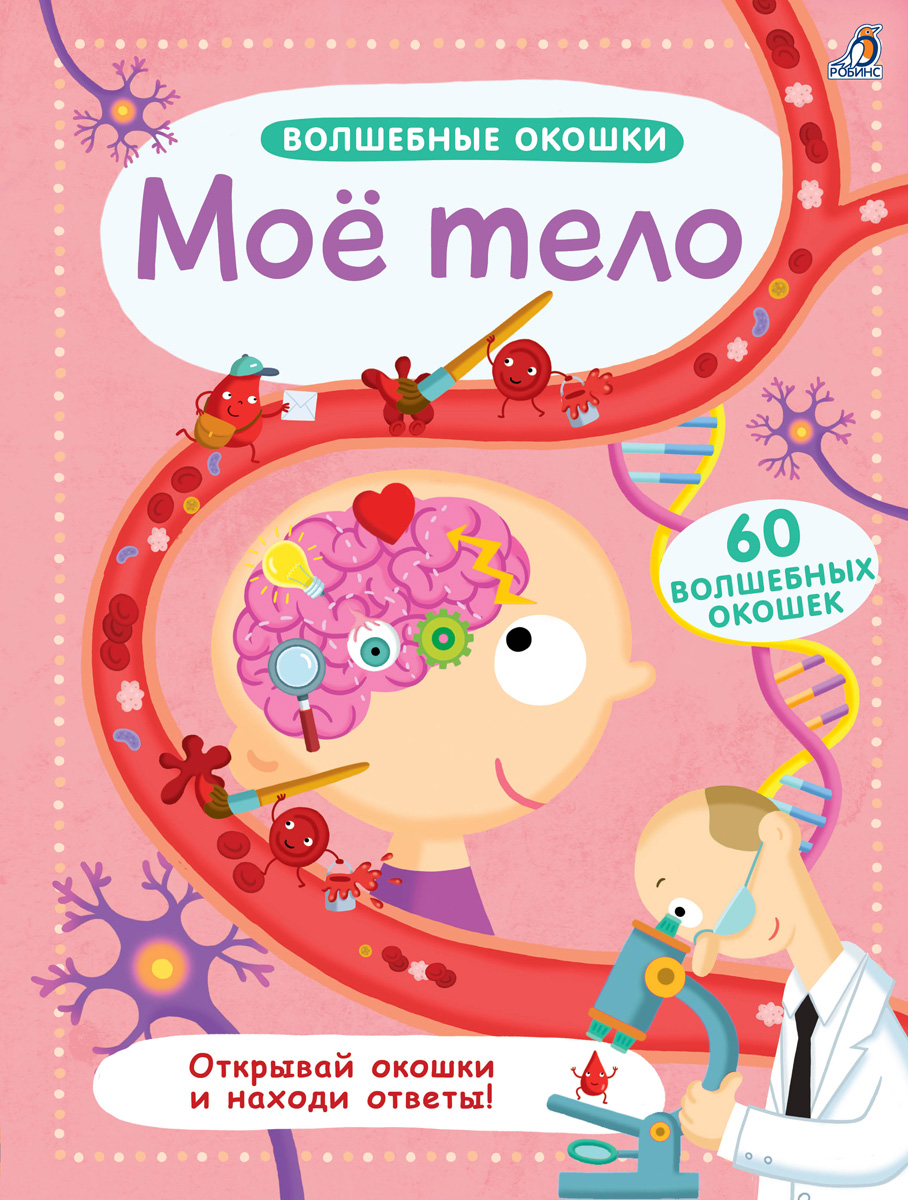 РОБИНС
ВОЛШЕБНЫЕ ОКОШКИ
Моё тело
60
ВОЛШЕБНЫХ
ОКОШЕК
Открывай окошки
и находи ответы!